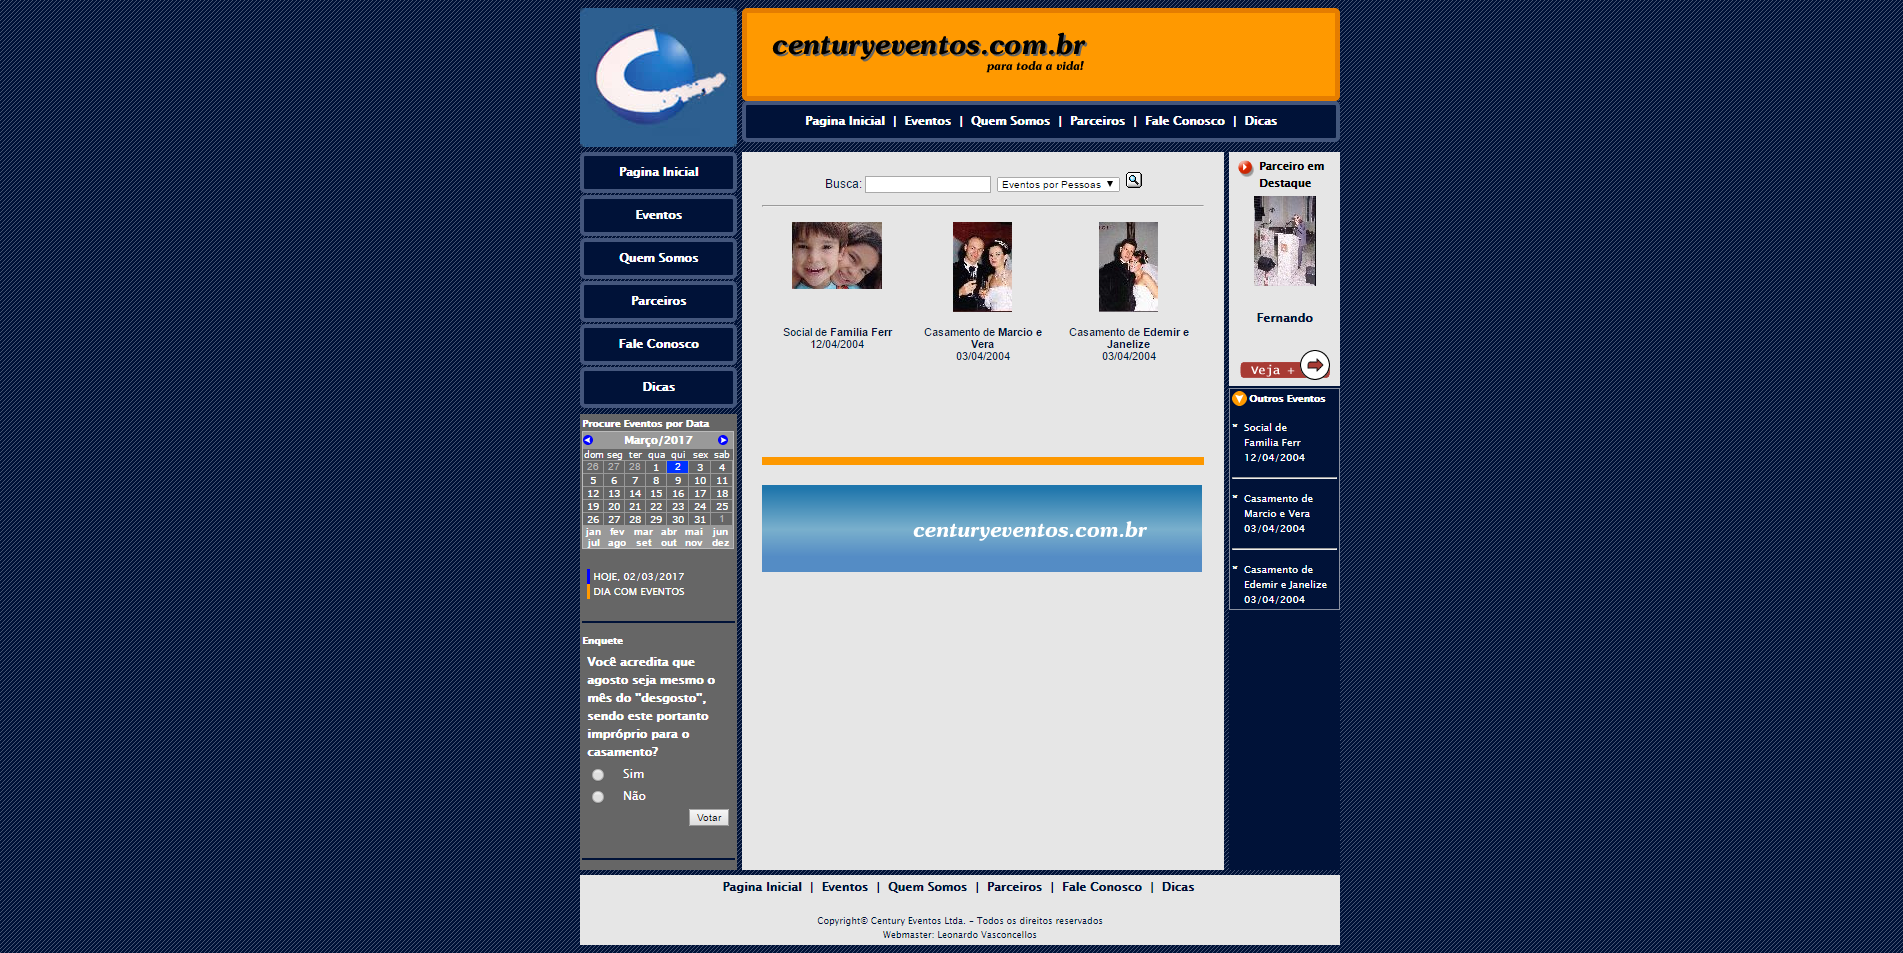 centuryeventos.com.br
para toda a vida!
Pagina Inicial | Eventos | Quem Somos | Parceiros | Fale Conosco | Dicas
Pagina Inicial
Eventos
Quem Somos
Parceiros
Fale Conosco
Dicas
Procure Eventos por Data
Março/2017
dom seg ter qua qui sex sab
26 27 28 1 2 3 4
5 6 7 8 9 10 11
12 13 14 15 16 17 18
19 20 21 22 23 24 25
26 27 28 29 30 31 1
jan fev mar abr mai jun
jul ago set out nov dez
HOJE, 02/03/2017
DIA COM EVENTOS
Enquete
Você acredita que
agosto seja mesmo o
mês do "desgosto",
sendo este portanto
impróprio para o
casamento?
Sim
Não
Votar
Busca: Eventos por Pessoas
Social de Familia Ferr
12/04/2004
Casamento de Marcio e
Vera
03/04/2004
Casamento de Edemir e
Janelize
03/04/2004
centuryeventos.com.br
Parceiro em
Destaque
Fernando
Veja +
Outros Eventos
Social de
Familia Ferr
12/04/2004
Casamento de
Marcio e Vera
03/04/2004
Casamento de
Edemir e Janelize
03/04/2004
Pagina Inicial | Eventos | Quem Somos | Parceiros | Fale Conosco | Dicas
Copyright© Century Eventos Ltda. - Todos os direitos reservados
Webmaster: Leonardo Vasconcellos